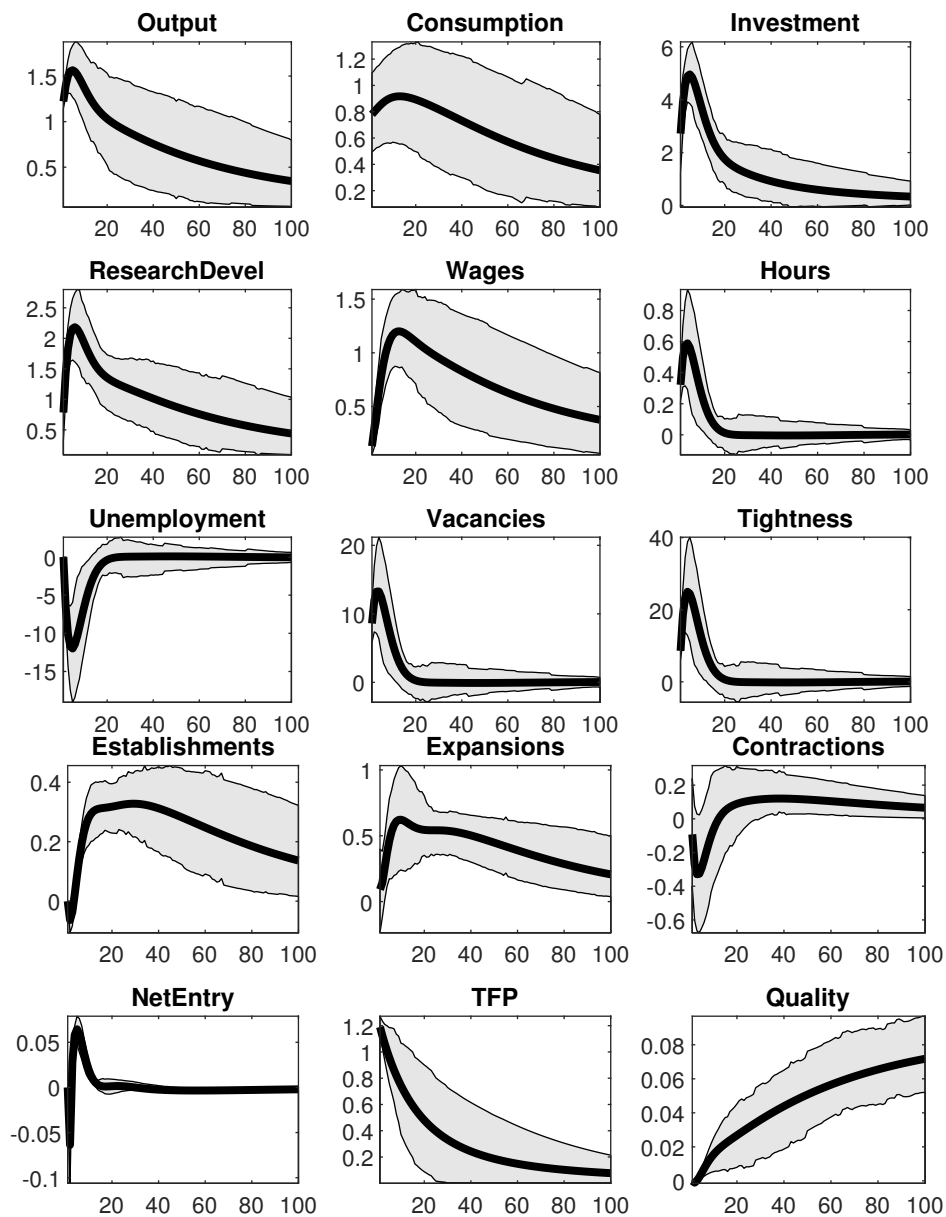 Output Consumption Investment
1.5 1 0.5
1.2 1 0.8 0.6 0.4 0.2
6 4 2 0
20 40 60 80 100 20 40 60 80 100 20 40 60 80 100
ResearchDevel Wages Hours
2.5 2 1.5 1 0.5
1.5 1 0.5
0.8 0.6 0.4 0.2 0
20 40 60 80 100 20 40 60 80 100 20 40 60 80 100
Unemployment Vacancies Tightness
0 -5 -10 -15
20 10 0
40 20 0
20 40 60 80 100 20 40 60 80 100 20 40 60 80 100
Establishments Expansions Contractions
0.4 0.2 0
1 0.5 0
0.2 0 -0.2 -0.4 -0.6
20 40 60 80 100 20 40 60 80 100 20 40 60 80 100
NetEntry TFP Quality
0.05 0 -0.05 -0.1
1.2 1 0.8 0.6 0.4 0.2
0.08 0.06 0.04 0.02 0
20 40 60 80 100 20 40 60 80 100 20 40 60 80 100